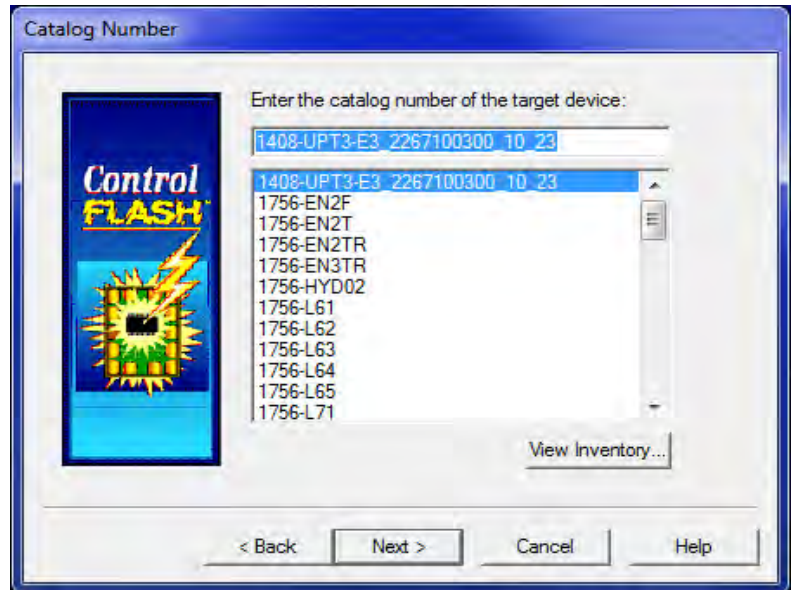 Catalog Number
Enter the catalog number of the target device:
1408-UPT3-E3_2267100300_10_23
Control
FLASH™
1408-UPT3-E3_2267100300_10_23
1756-EN2F
1756-EN2T
1756-EN2TR
1756-EN3TR
1756-HYD02
1756-L61
1756-L62
1756-L63
1756-L64
1756-L65
1756-L71
View Inventory...
< Back
Next >
Cancel
Help